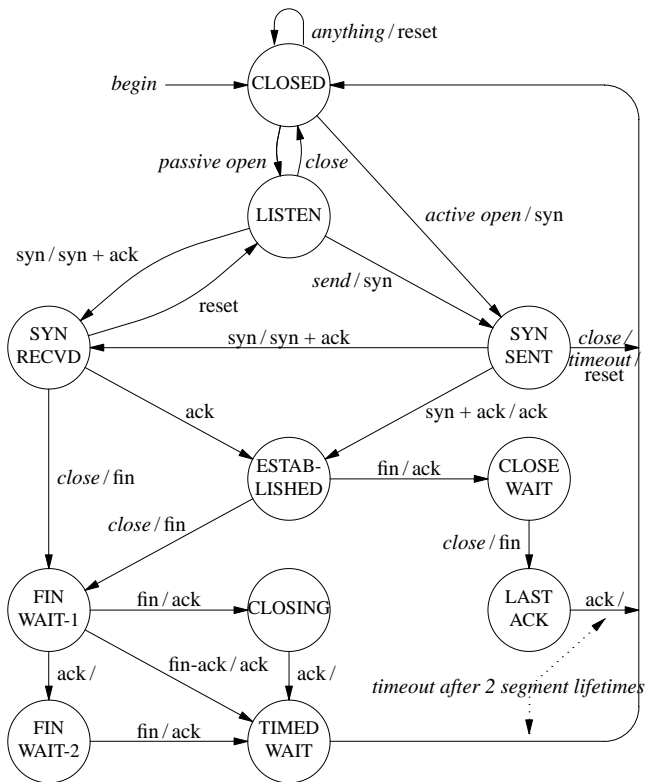 anything / reset
begin
CLOSED
passive open
close
LISTEN
active open / syn
syn / syn + ack
send / syn
reset
SYN
RECVD
syn / syn + ack
SYN
SENT
close /
timeout /
reset
ack
syn + ack / ack
ESTAB-
LISHED
fin / ack
CLOSE
WAIT
close / fin
close / fin
close / fin
FIN
WAIT-1
fin / ack
CLOSING
LAST
ACK
ack /
ack /
fin-ack / ack
ack /
timeout after 2 segment lifetimes
FIN
WAIT-2
fin / ack
TIMED
WAIT